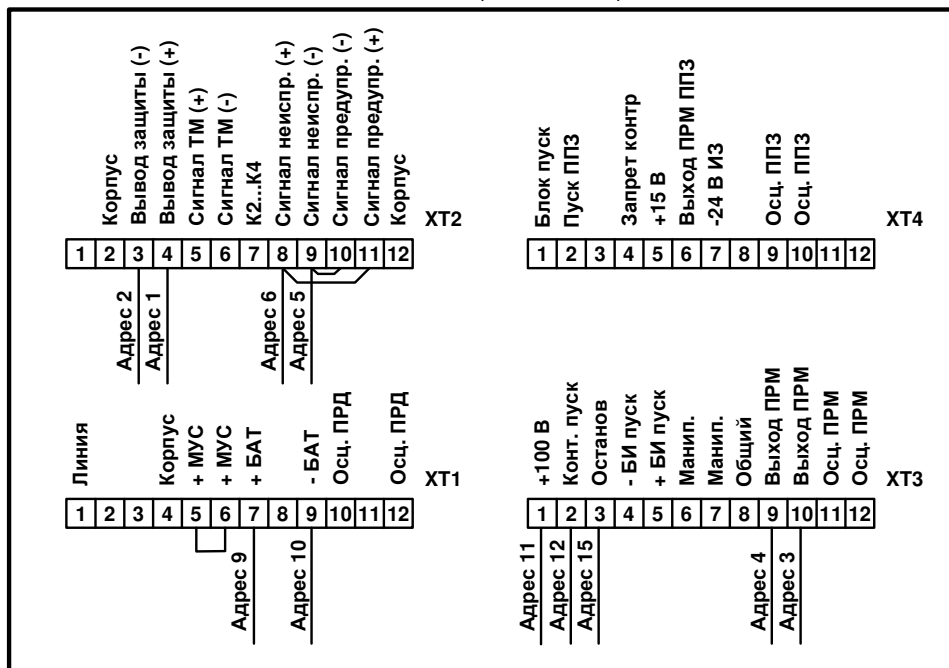 Корпус
Вывод защиты (-)
Вывод защиты (+)
Сигнал ТМ (+)
Сигнал ТМ (-)
К2...К4
Сигнал неиспр. (+)
Сигнал неиспр. (-)
Сигнал предупр. (-)
Сигнал предупр. (+)
Корпус
XT2
1 2 3 4 5 6 7 8 9 10 11 12
Адрес 2
Адрес 1
Адрес 6
Адрес 5
Блок пуск
Пуск ППЗ
Запрет контр
+15 В
Выход ПРМ ППЗ
-24 В ИЗ
Осц. ППЗ
Осц. ППЗ
XT4
1 2 3 4 5 6 7 8 9 10 11 12
Линия
Корпус
+ МУС
+ МУС
+ БАТ
- БАТ
Осц. ПРД
Осц. ПРД
XT1
1 2 3 4 5 6 7 8 9 10 11 12
Адрес 9
Адрес 10
+100 В
Конт. пуск
Останов
- БИ пуск
+ БИ пуск
Манип.
Манип.
Общий
Выход ПРМ
Выход ПРМ
Осц. ПРМ
Осц. ПРМ
XT3
1 2 3 4 5 6 7 8 9 10 11 12
Адрес 11
Адрес 12
Адрес 15
Адрес 4
Адрес 3